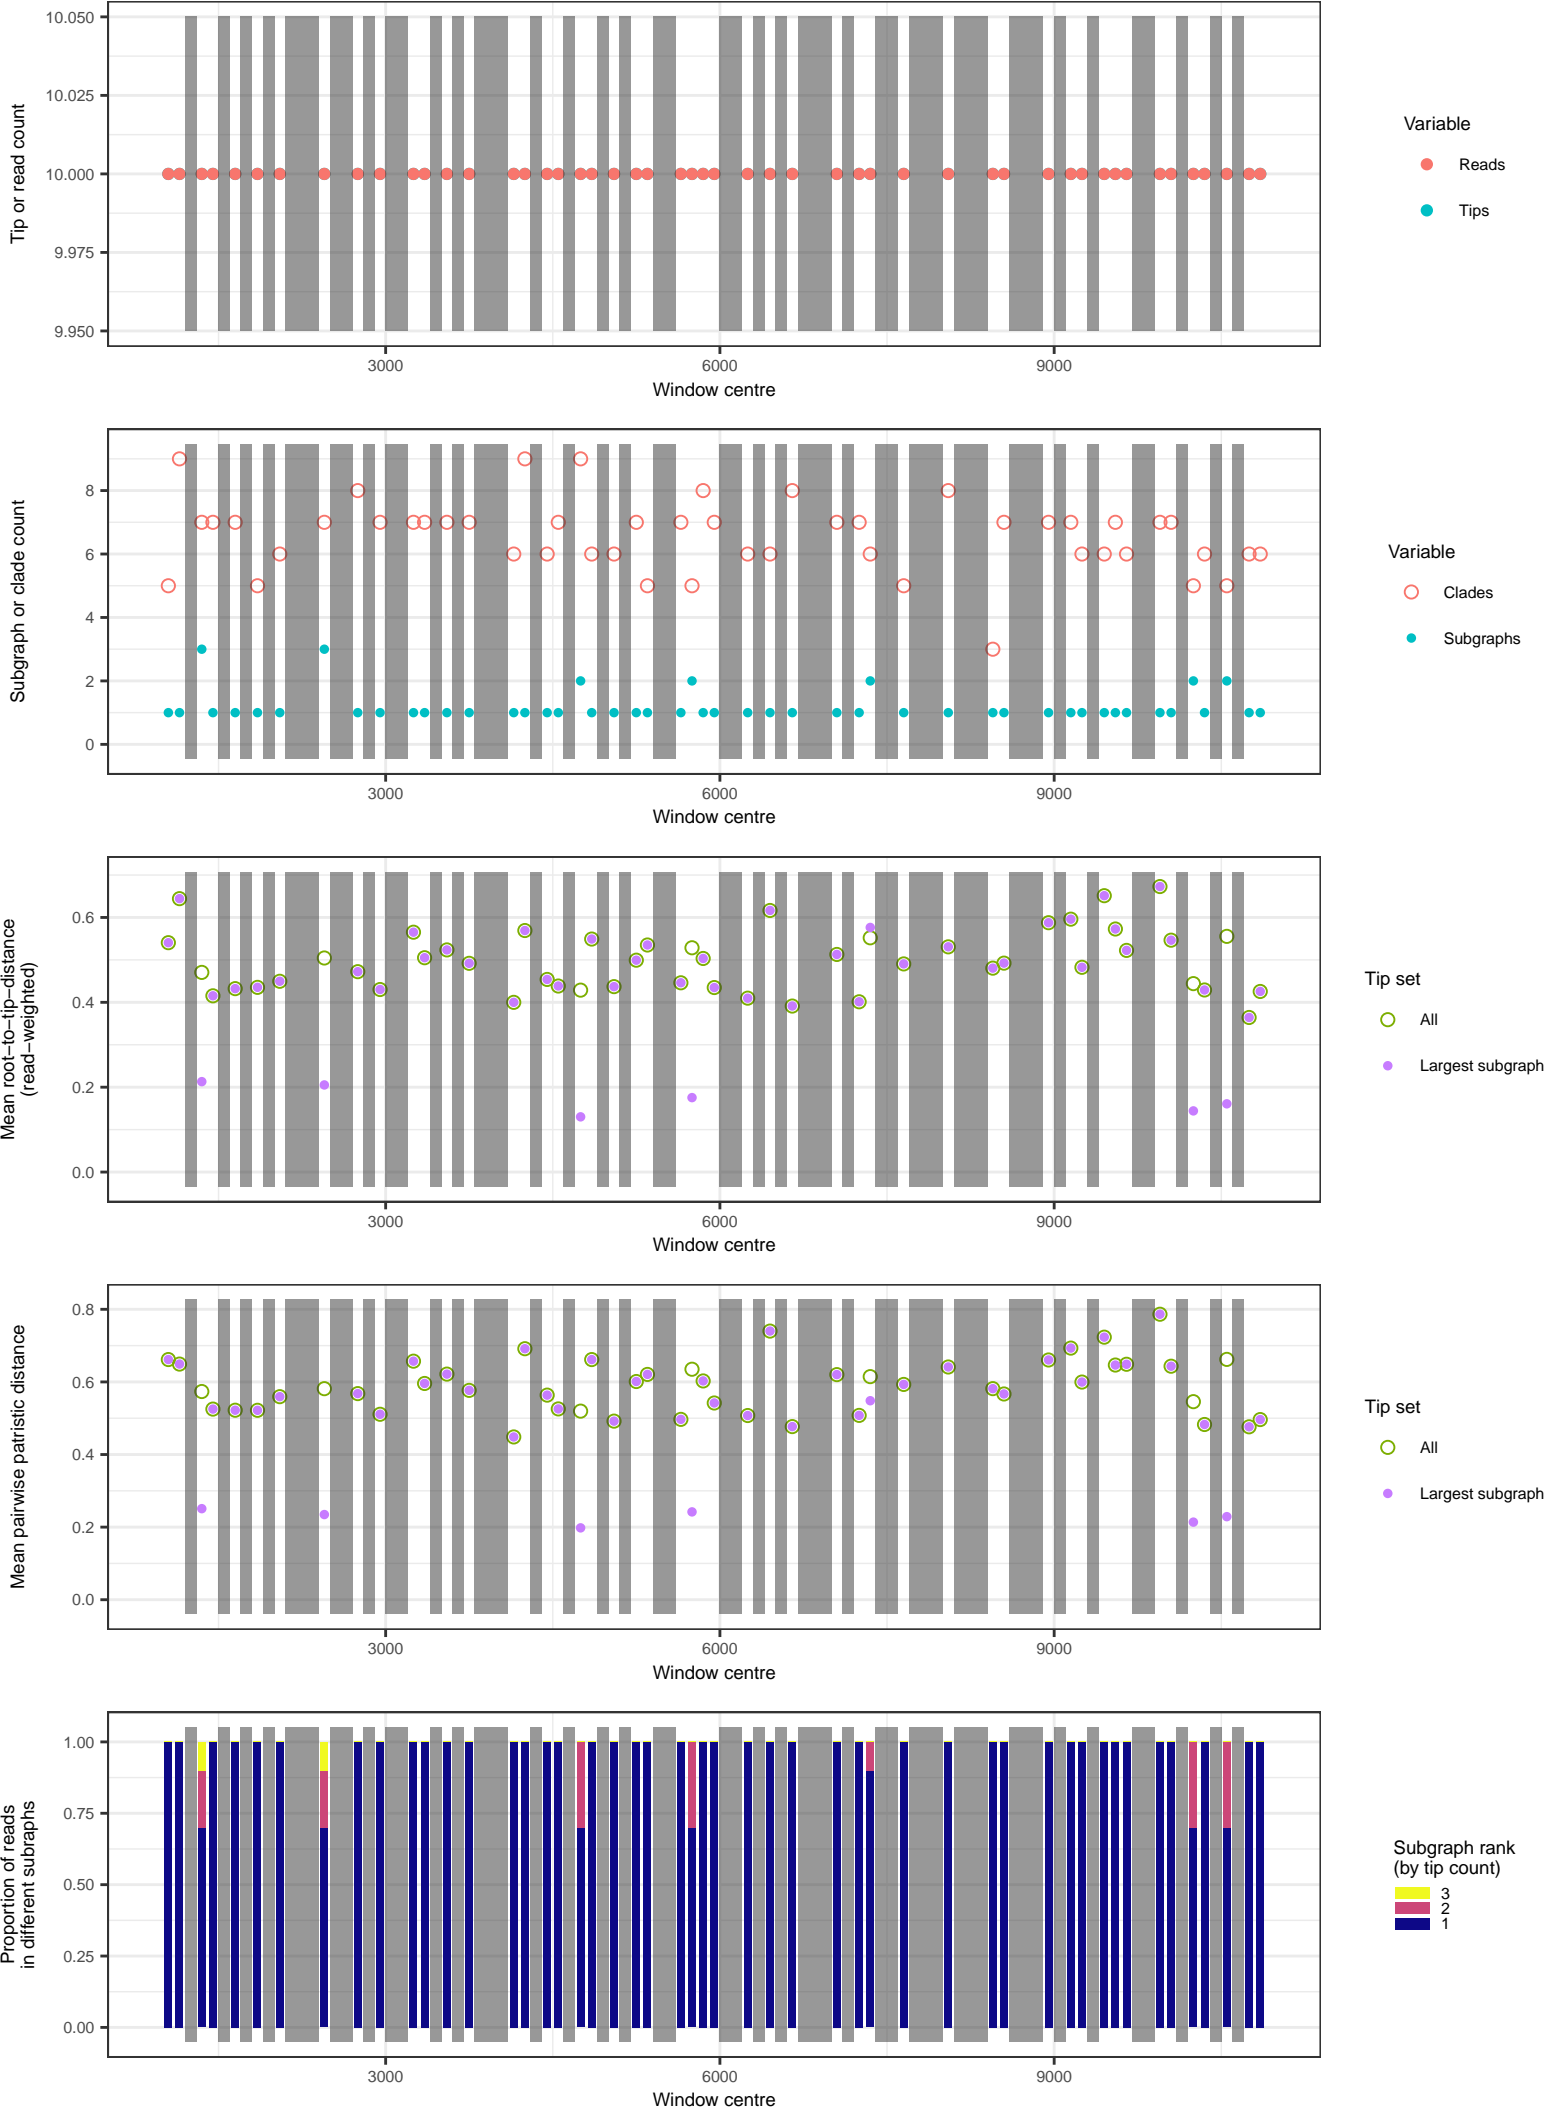 10.050
10.025
10.000
9.975
9.950
Tip or read count
3000
6000
9000
Window centre
Variable
Reads
Tips
8
6
4
2
0
Subgraph or clade count
3000
6000
9000
Window centre
Variable
Clades
Subgraphs
0.6
0.4
0.2
0.0
Mean root−to−tip−distance
(read−weighted)
3000
6000
9000
Window centre
Tip set
All
Largest subgraph
0.8
0.6
0.4
0.2
0.0
Mean pairwise patristic distance
3000
6000
9000
Window centre
Tip set
All
Largest subgraph
1.00
0.75
0.50
0.25
0.00
Proportion of reads
in different subraphs
3000
6000
9000
Window centre
Subgraph rank
(by tip count)
3
2
1